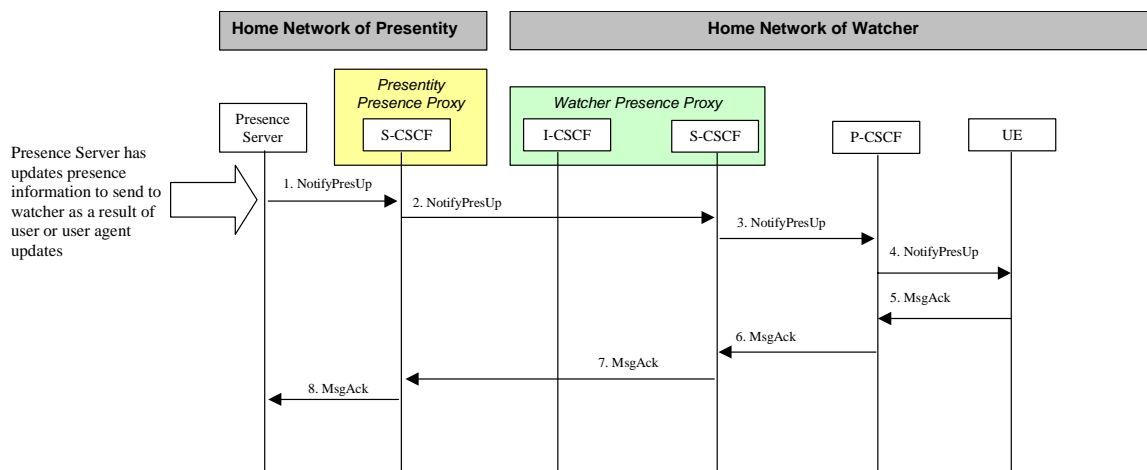 Home Network of Presentity
Home Network of Watcher
Presentity
Presence Proxy
Watcher Presence Proxy
Presence
Server
S-CSCF
I-CSCF
S-CSCF
P-CSCF
UE
Presence Server has
updates presence
information to send to
watcher as a result of
user or user agent
updates
1. NotifyPresUp
2. NotifyPresUp
3. NotifyPresUp
4. NotifyPresUp
5. MsgAck
6. MsgAck
7. MsgAck
8. MsgAck